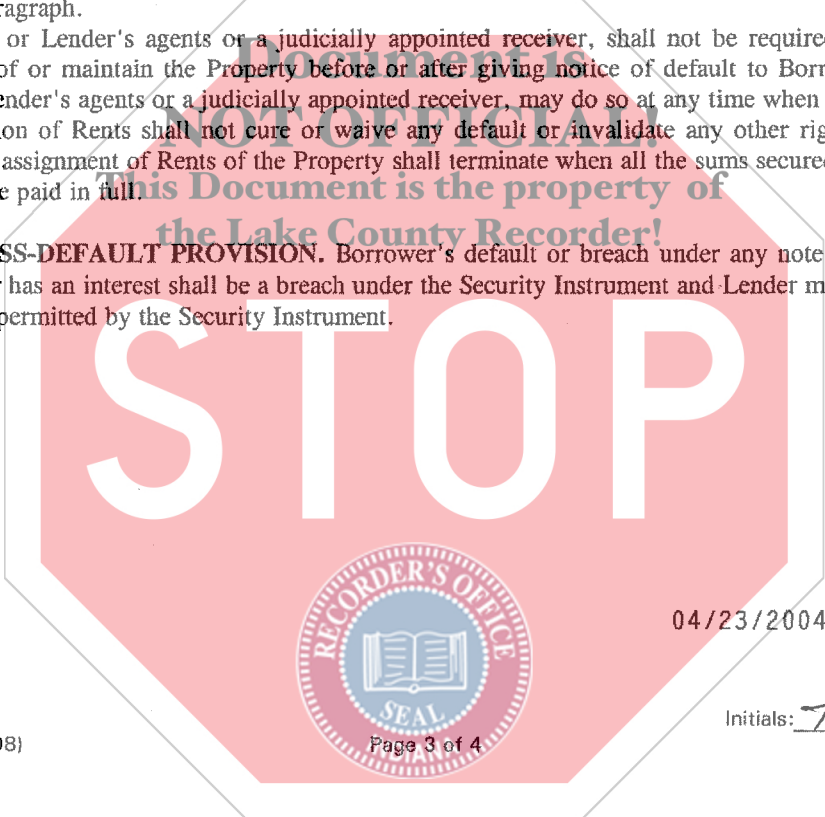 ragraph.
or Lender's agents or a judicially appointed receiver, shall not be require
of or maintain the Property before or after giving notice of default to Borr
ender's agents or a judicially appointed receiver, may do so at any time when
on of Rents shall not cure or waive any default or invalidate any other rig
assignment of Rents of the Property shall terminate when all the sums secure
e paid in full.
Document is
NOT OFFICIAL!
This Document is the property of
the Lake County Recorder!
SS-DEFAULT PROVISION. Borrower's default or breach under any note
r has an interest shall be a breach under the Security Instrument and Lender m
permitted by the Security Instrument.
STOP
RECORDER'S OFFICE
SEAL
INDIANA
04/23/2004
Initials:
08)
Page 3 of 4